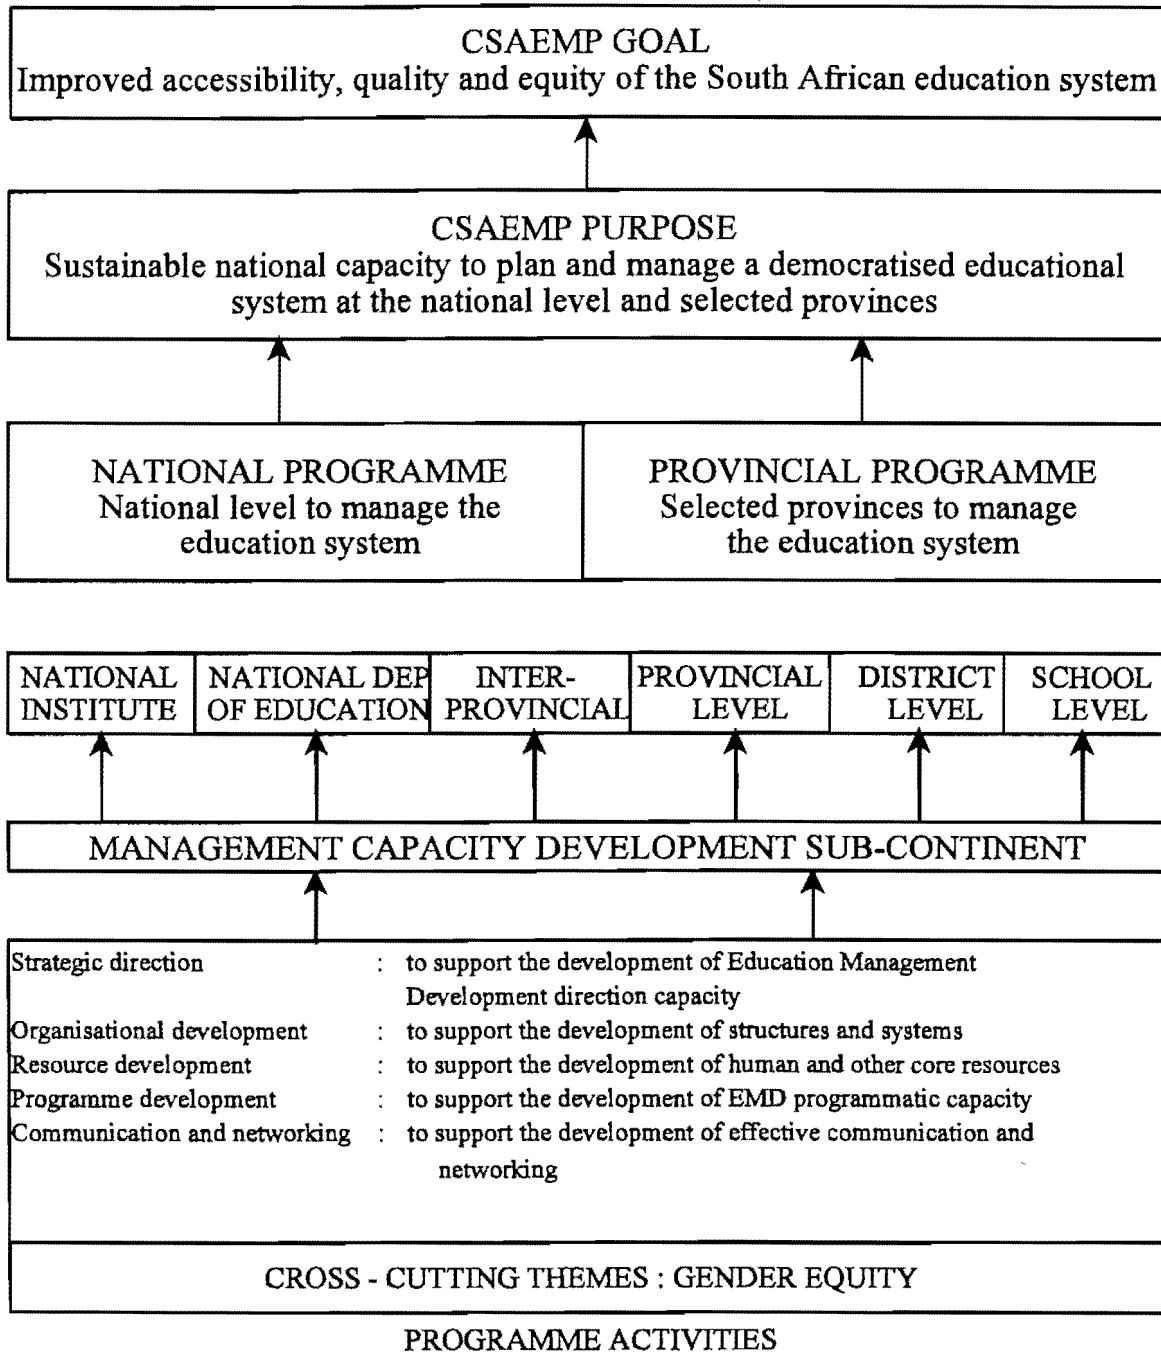 CSAEMP GOAL
Improved accessibility, quality and equity of the South African education system
CSAEMP PURPOSE
Sustainable national capacity to plan and manage a democratised educational
system at the national level and selected provinces
NATIONAL PROGRAMME
National level to manage the
education system
PROVINCIAL PROGRAMME
Selected provinces to manage
the education system
NATIONAL
INSTITUTE
NATIONAL DEP
OF EDUCATION
INTER-
PROVINCIAL
PROVINCIAL
LEVEL
DISTRICT
LEVEL
SCHOOL
LEVEL
MANAGEMENT CAPACITY DEVELOPMENT SUB-CONTINENT
Strategic direction : to support the development of Education Management
Development direction capacity
Organisational development : to support the development of structures and systems
Resource development : to support the development of human and other core resources
Programme development : to support the development of EMD programmatic capacity
Communication and networking : to support the development of effective communication and
networking
CROSS - CUTTING THEMES : GENDER EQUITY
PROGRAMME ACTIVITIES